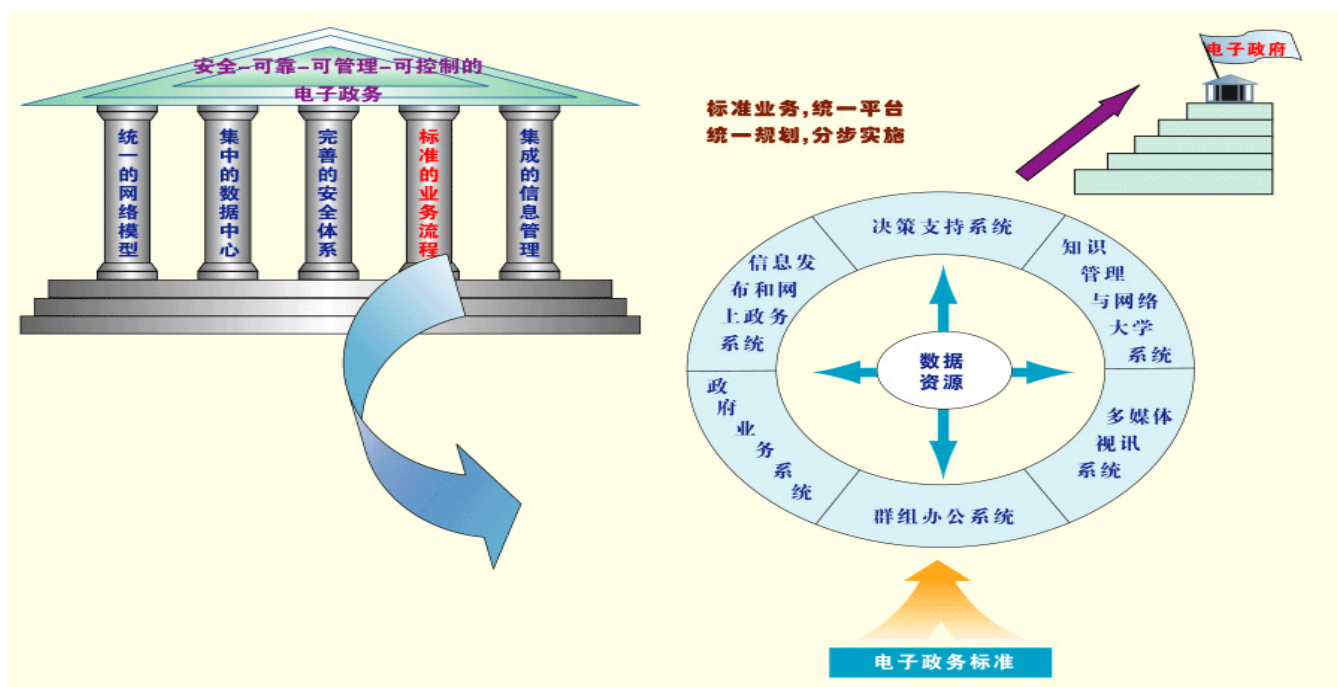 安全-可靠-可管理-可控制的
电子政务
统一的网络模型
集中的数据中心
完善的安全体系
标准的业务流程
集成的信息管理
标准业务,统一平台
统一规划,分步实施
电子政府
决策支持系统
知识
管理
与网络
大学
系统
信息发
布和网
上政务
系统
数据
资源
政府业务系统
多媒体
视讯
系统
群组办公系统
电子政务标准